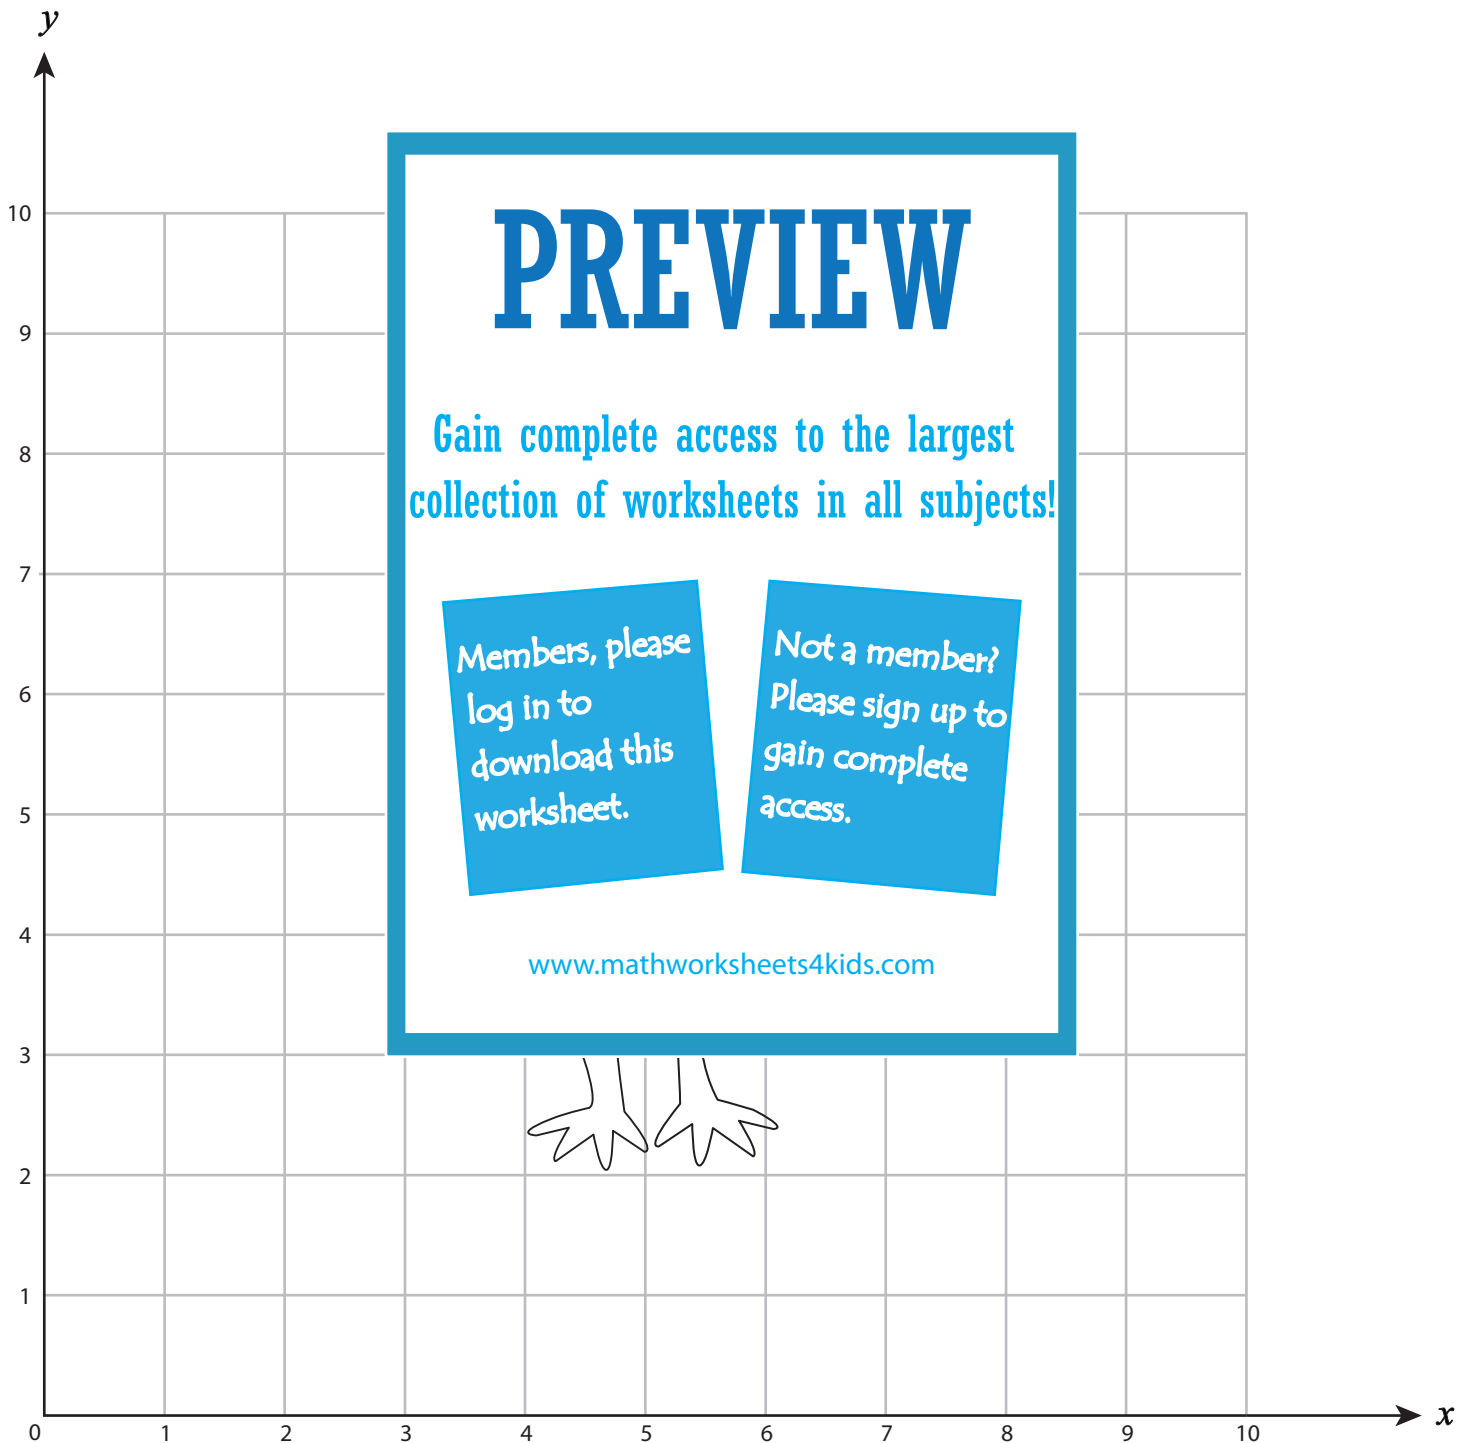 y
10
9
8
7
6
5
4
3
2
1
0 1 2 3 4 5 6 7 8 9 10
x
PREVIEW
Gain complete access to the largest
collection of worksheets in all subjects!
Members, please
log in to
download this
worksheet.
Not a member?
Please sign up to
gain complete
access.
www.mathworksheets4kids.com